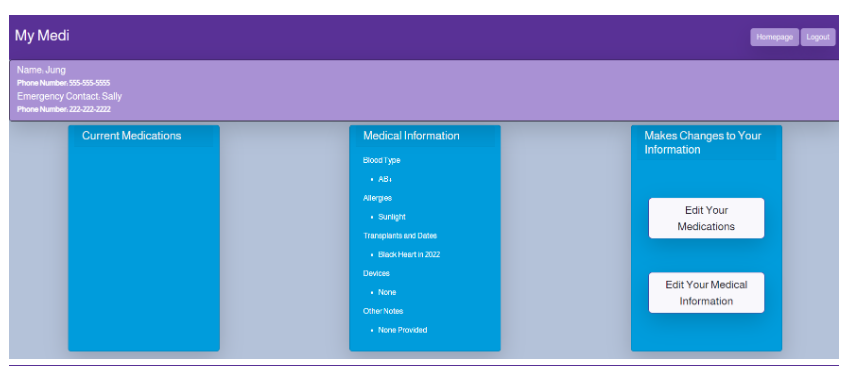 My Medi
Homepage
Logout
Name: Jung
Phone Number: 555-555-5555
Emergency Contact: Sally
Phone Number: 222-222-2222
Current Medications
Medical Information
Blood Type
AB+
Allergies
Sunlight
Transplants and Dates
Black Heart in 2022
Devices
None
Other Notes
None Provided
Makes Changes to Your
Information
Edit Your
Medications
Edit Your Medical
Information